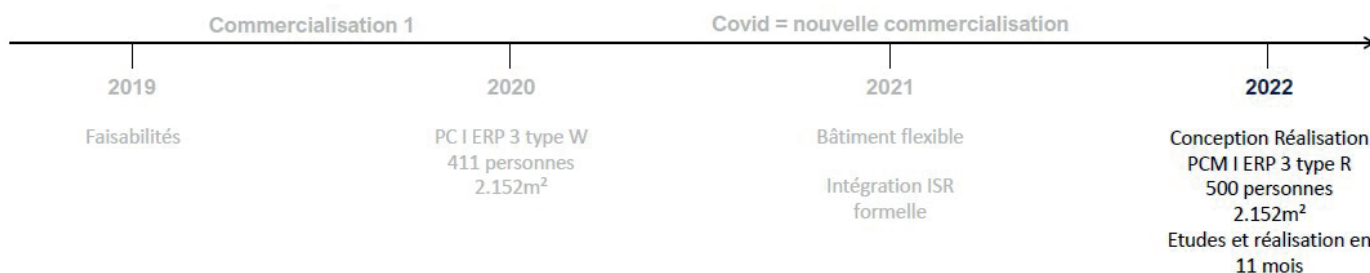 Commercialisation 1
Covid = nouvelle commercialisation
2019
2020
2021
2022
Faisabilités
PC I ERP 3 type W
411 personnes
2.152m²
Bâtiment flexible
Intégration ISR
formelle
Conception Réalisation
PCM I ERP 3 type R
500 personnes
2.152m²
Etudes et réalisation en
11 mois